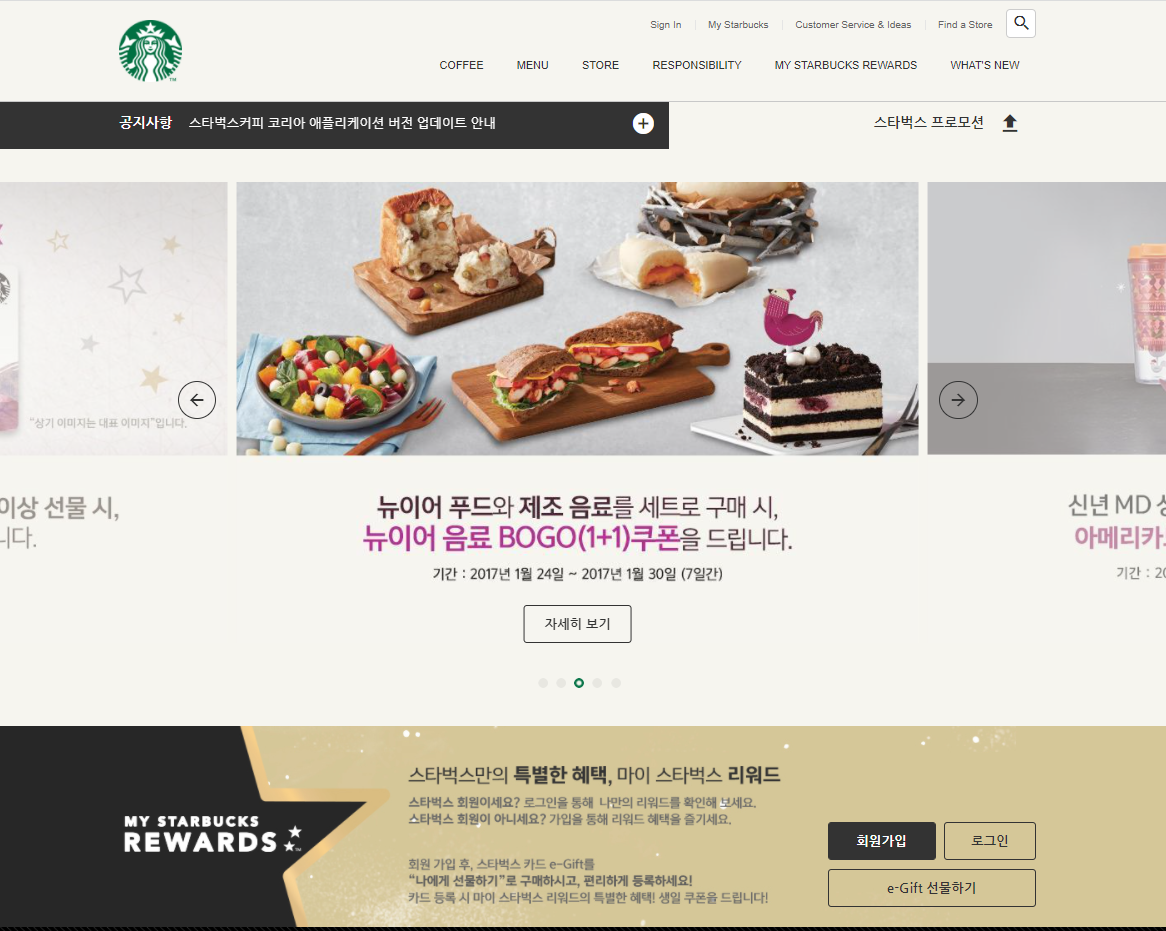 Sign In
My Starbucks
Customer Service & Ideas
Find a Store
COFFEE
MENU
STORE
RESPONSIBILITY
MY STARBUCKS REWARDS
WHAT'S NEW
공지사항 스타벅스커피 코리아 애플리케이션 버전 업데이트 안내
스타벅스 프로모션
“상기 이미지는 대표 이미지”입니다.
이상 선물 시,
니다.
뉴이어 푸드와 제조 음료를 세트로 구매 시,
뉴이어 음료 BOGO(1+1)쿠폰을 드립니다.
기간 : 2017년 1월 24일 ~ 2017년 1월 30일 (7일간)
자세히 보기
신년 MD
아메리카
기간 : 20
MY STARBUCKS
REWARDS
TM
스타벅스만의 특별한 혜택, 마이 스타벅스 리워드
스타벅스 회원이세요? 로그인을 통해 나만의 리워드를 확인해 보세요.
스타벅스 회원이 아니세요? 가입을 통해 리워드 혜택을 즐기세요.
회원 가입 후, 스타벅스 카드 e-Gift를
“나에게 선물하기”로 구매하시고, 편리하게 등록하세요!
카드 등록 시 마이 스타벅스 리워드의 특별한 혜택! 생일 쿠폰을 드립니다!
회원가입
로그인
e-Gift 선물하기